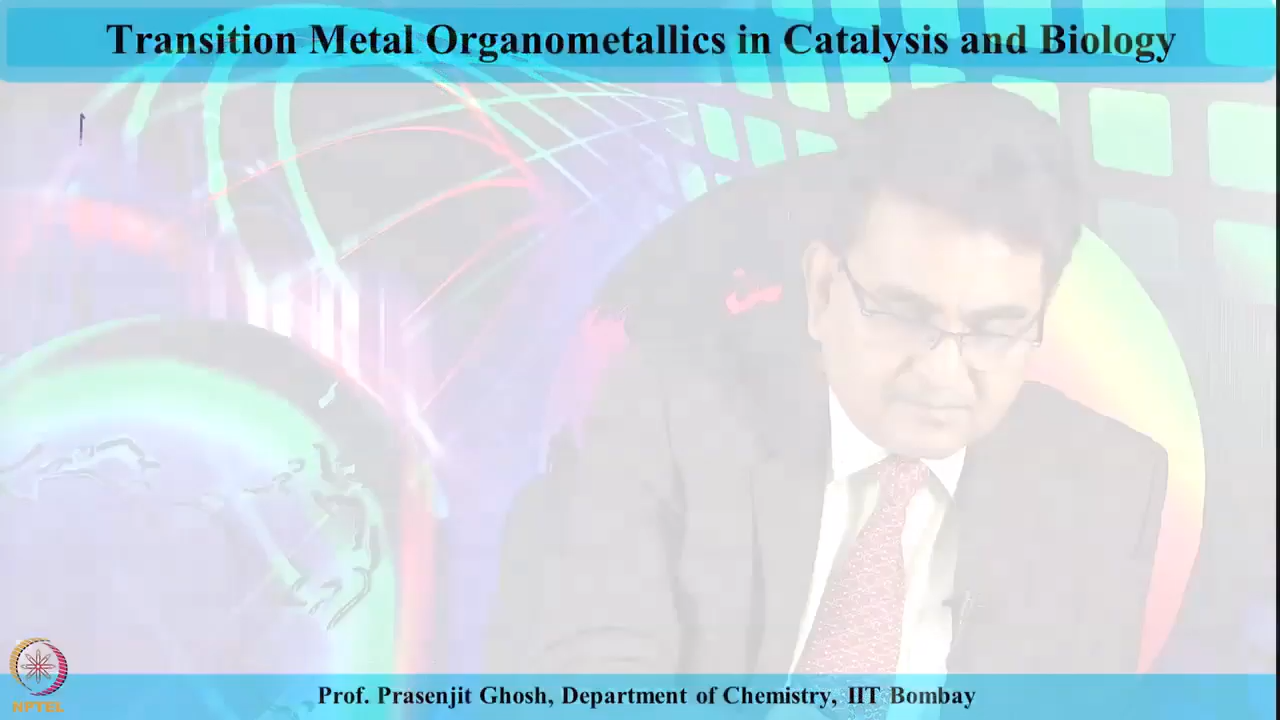 Transition Metal Organometallics in Catalysis and Biology
Prof. Prasenjit Ghosh, Department of Chemistry, IIT Bombay
NPTEL